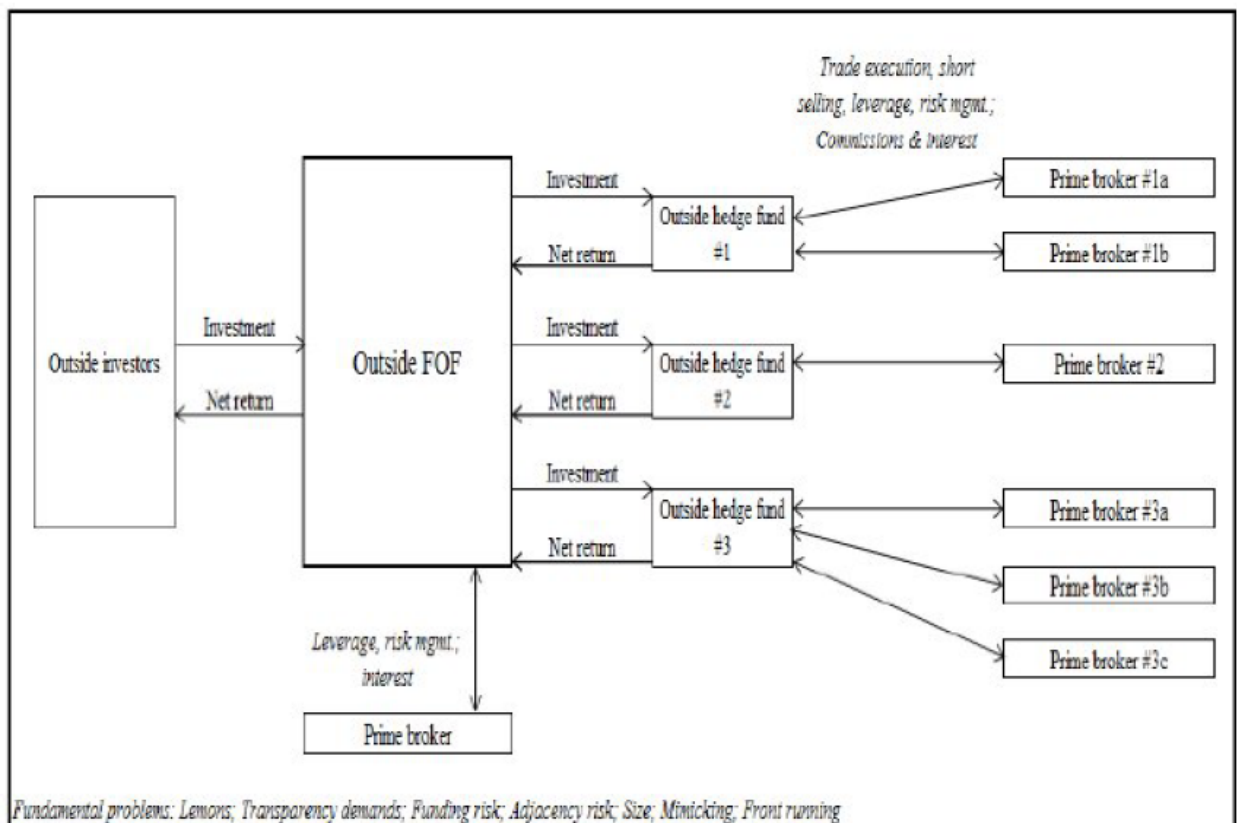 Trade execution, short
selling, leverage, risk mgmt.;
Commissions & interest
Outside investors
Investment
Net return
Outside FOF
Investment
Net return
Outside hedge fund
#1
Prime broker #1a
Prime broker #1b
Investment
Net return
Outside hedge fund
#2
Prime broker #2
Investment
Net return
Outside hedge fund
#3
Prime broker #3a
Prime broker #3b
Prime broker #3c
Leverage, risk mgmt.;
interest
Prime broker
Fundamental problems: Lemons; Transparency demands; Funding risk; Adjacency risk; Size; Mimicking; Front running